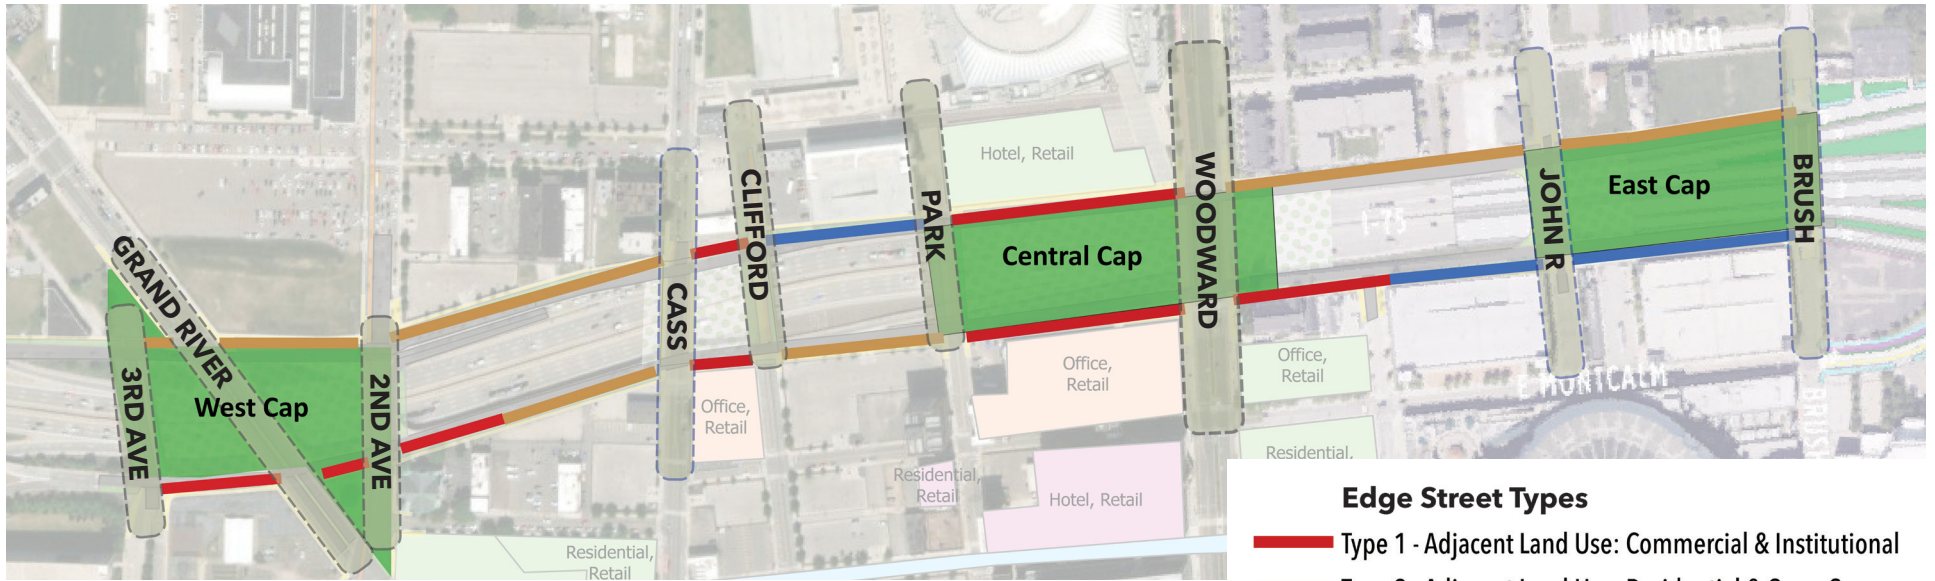 WINDER
Hotel, Retail
WOODWARD
BRUSH
CLIFFORD
PARK
JOHN R
East Cap
I-75
GRAND RIVER
Central Cap
CASS
3RD AVE
2ND AVE
West Cap
Office,
Retail
Office,
Retail
Office,
Retail
E MONTCALM
BRUSH
Residential,
Retail
Hotel, Retail
Residential,
Residential,
Retail
Edge Street Types
Type 1 - Adjacent Land Use: Commercial & Institutional